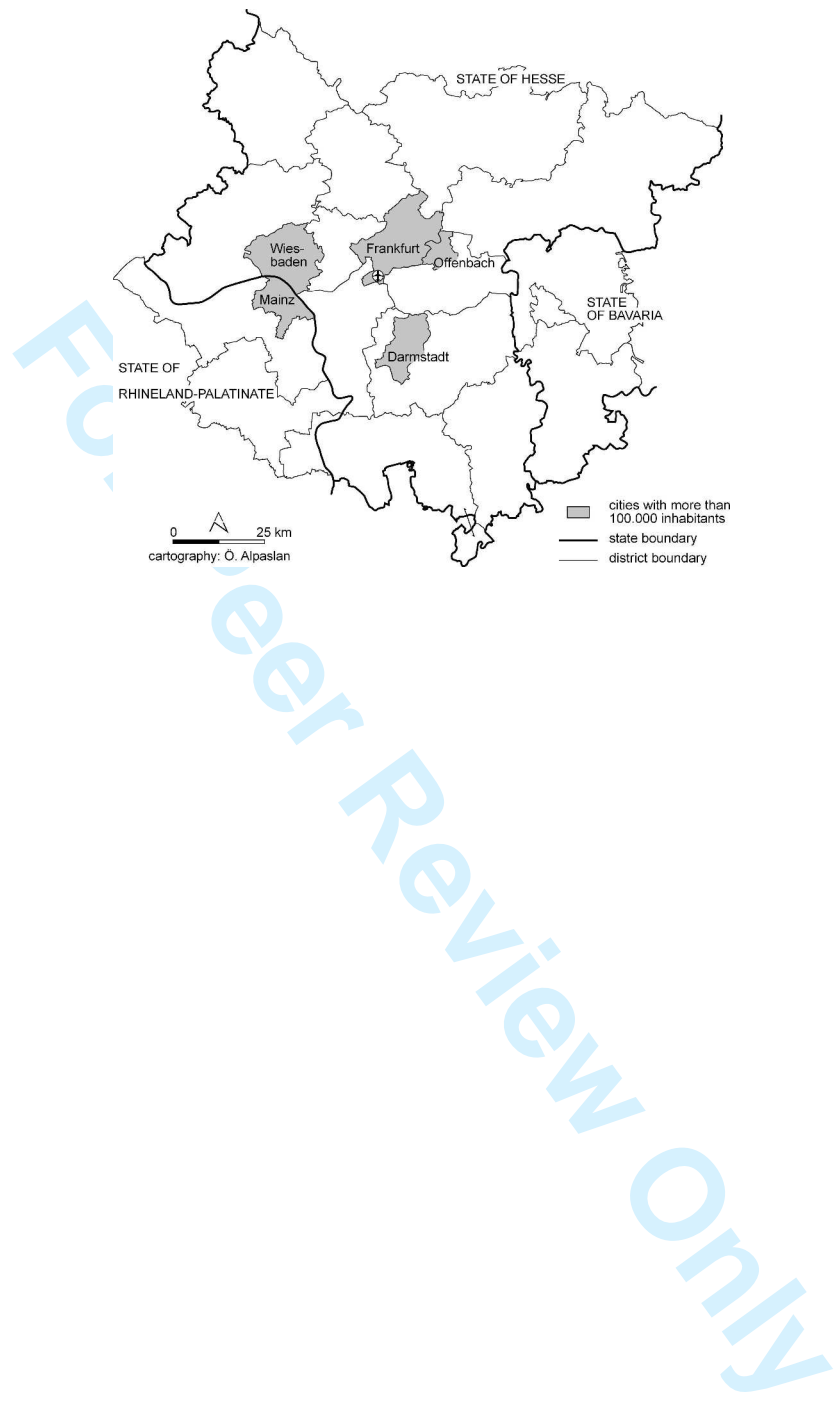 STATE OF HESSE
Wies-
baden
Frankfurt
Offenbach
Mainz
STATE
OF BAVARIA
Darmstadt
STATE OF
RHINELAND-PALATINATE
cities with more than
100.000 inhabitants
state boundary
district boundary
0 25 km
cartography: Ö. Alpaslan
For Peer Review Only